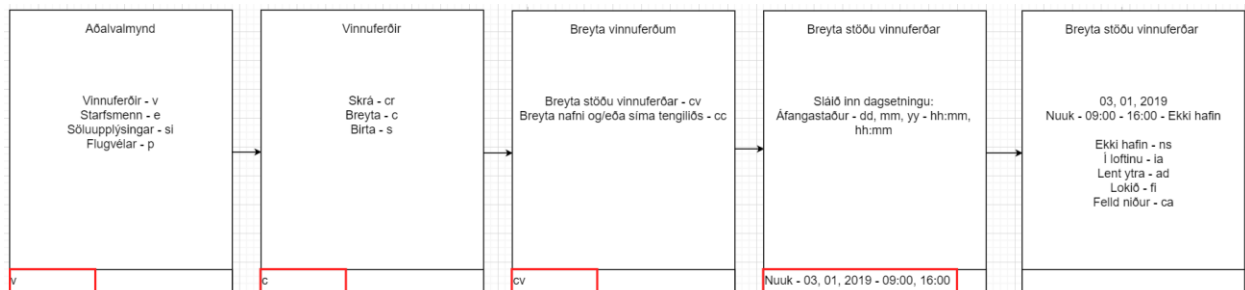 Aðalvalmynd
Vinnuferðir - v
Starfsmenn - e
Söluupplýsingar - si
Flugvélar - p
v
Vinnuferðir
Skrá - cr
Breyta - c
Birta - s
c
Breyta vinnuferðum
Breyta stöðu vinnuferðar - cv
Breyta nafni og/eða síma tengiliðs - cc
cv
Breyta stöðu vinnuferðar
Sláið inn dagsetningu:
Áfangastaður - dd, mm, yy - hh:mm,
hh:mm
Nuuk - 03, 01, 2019 - 09:00, 16:00
Breyta stöðu vinnuferðar
03, 01, 2019
Nuuk - 09:00 - 16:00 - Ekki hafin
Ekki hafin - ns
Í loftinu - ia
Lent ytra - ad
Lokið - fi
Felld niður - ca